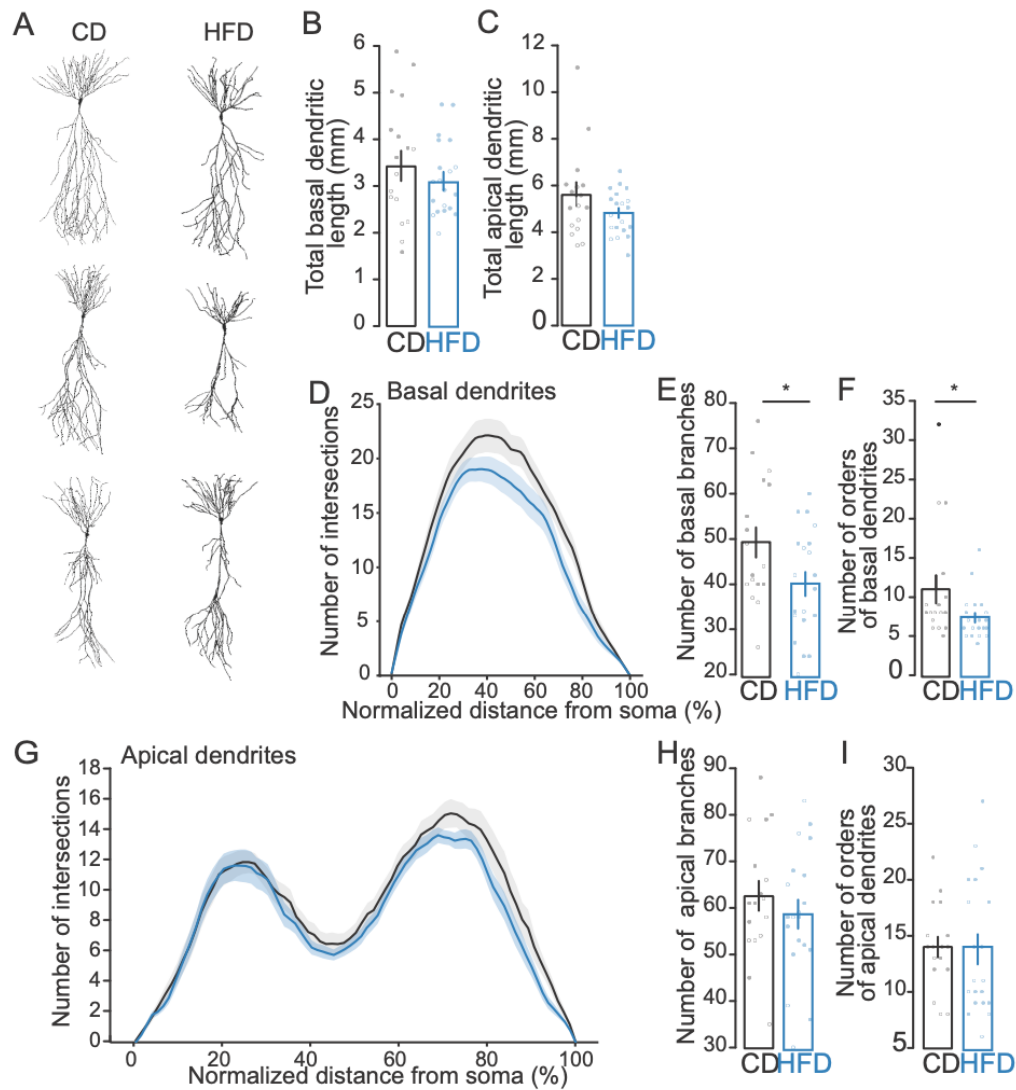 A
CD
HFD
B
Total basal dendritic
length (mm)
6
5
4
3
2
1
0
CD
HFD
C
Total apical dendritic
length (mm)
12
10
8
6
4
2
0
CD
HFD
D
Basal dendrites
Number of intersections
25
20
15
10
5
0
0 20 40 60 80 100
Normalized distance from soma (%)
E
*
Number of basal branches
80
70
60
50
40
30
20
CD
HFD
F
*
Number of orders
of basal dendrites
35
30
25
20
15
10
5
0
CD
HFD
G
Apical dendrites
Number of intersections
18
16
14
12
10
8
6
4
2
0
0 20 40 60 80 100
Normalized distance from soma (%)
H
Number of apical branches
90
80
70
60
50
40
30
CD
HFD
I
Number of orders
of apical dendrites
30
25
20
15
10
5
CD
HFD